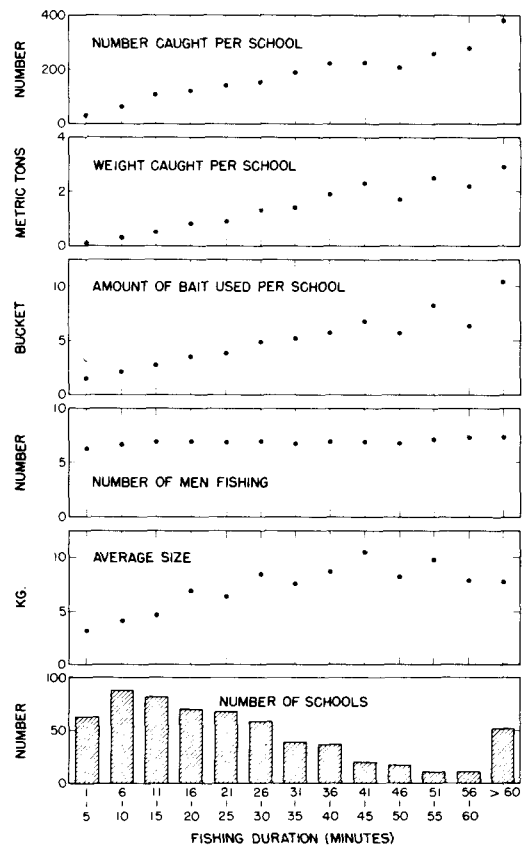 400
200
0
NUMBER
NUMBER CAUGHT PER SCHOOL
4
2
0
METRIC TONS
WEIGHT CAUGHT PER SCHOOL
10
5
0
BUCKET
AMOUNT OF BAIT USED PER SCHOOL
10
5
0
NUMBER
NUMBER OF MEN FISHING
10
5
0
KG.
AVERAGE SIZE
100
50
0
NUMBER
NUMBER OF SCHOOLS
1 6 11 16 21 26 31 36 41 46 51 56 > 60
5 10 15 20 25 30 35 40 45 50 55 60
FISHING DURATION (MINUTES)